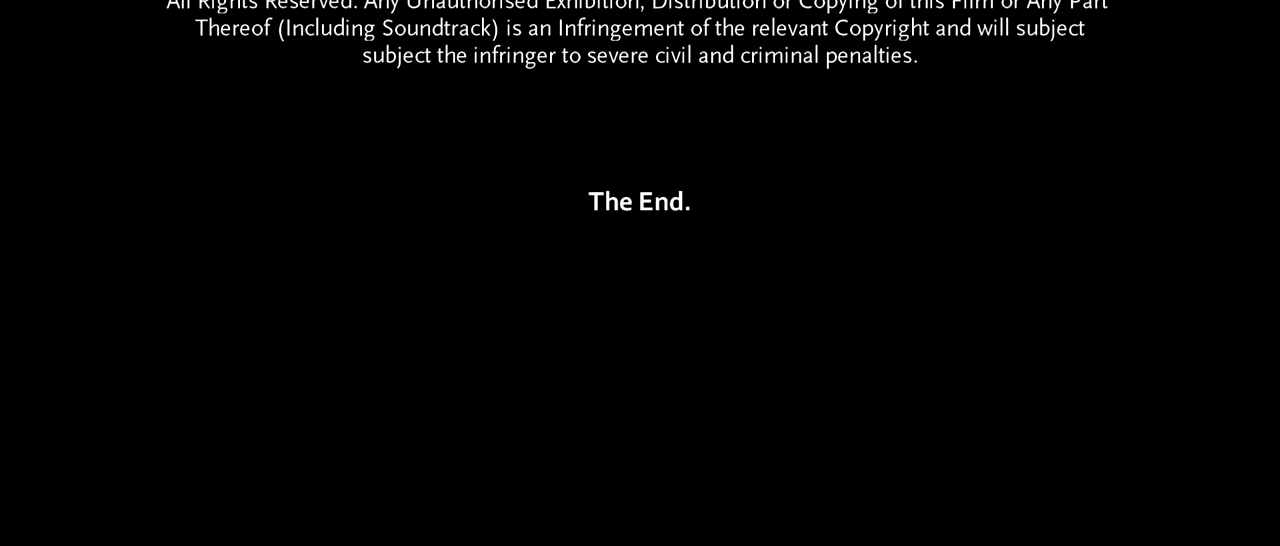 All Rights Reserved. Any Unauthorised Exhibition, Distribution or Copying of this Film or Any Part
Thereof (Including Soundtrack) is an Infringement of the relevant Copyright and will subject
subject the infringer to severe civil and criminal penalties.
The End.